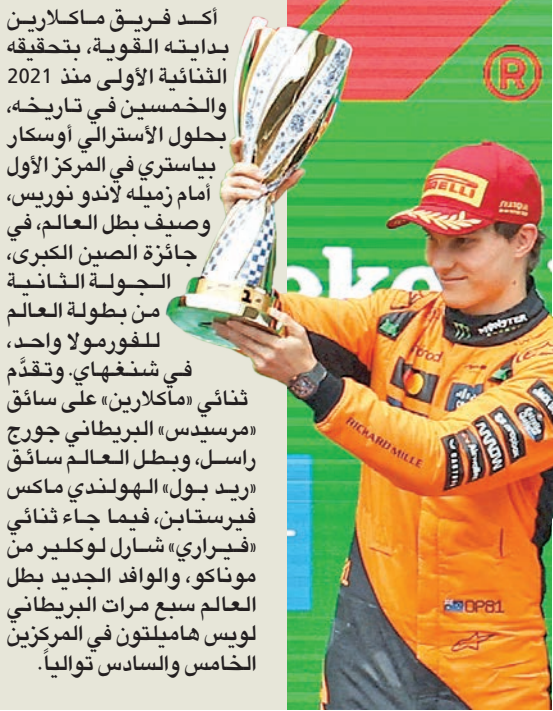 أكد فريق ماكلارين
بدايته القوية، بتحقيقه
الثنائية الأولى منذ 2021
والخمسين في تاريخه،
بحلول الأسترالي أوسكار
بياستري في المركز الأول
أمام زميله لاندو نوريس،
وصيف بطل العالم، في
جائزة الصين الكبرى،
الجولة الثانية
من بطولة العالم
للفورمولا واحد،
في شنغهاي. وتقدَّم
ثنائي «ماكلارين» على سائق
«مرسيدس» البريطاني جورج
راسل، وبطل العالم سائق
«ريد بول» الهولندي ماكس
فيرستابن، فيما جاء ثنائي
«فيراري» شارل لوكلير من
موناكو، والوافد الجديد بطل
العالم سبع مرات البريطاني
لويس هاميلتون في المركزين
الخامس والسادس توالياً.
®
PIRELLI
oke
MONSTER
RICHARD MILLE
OP81